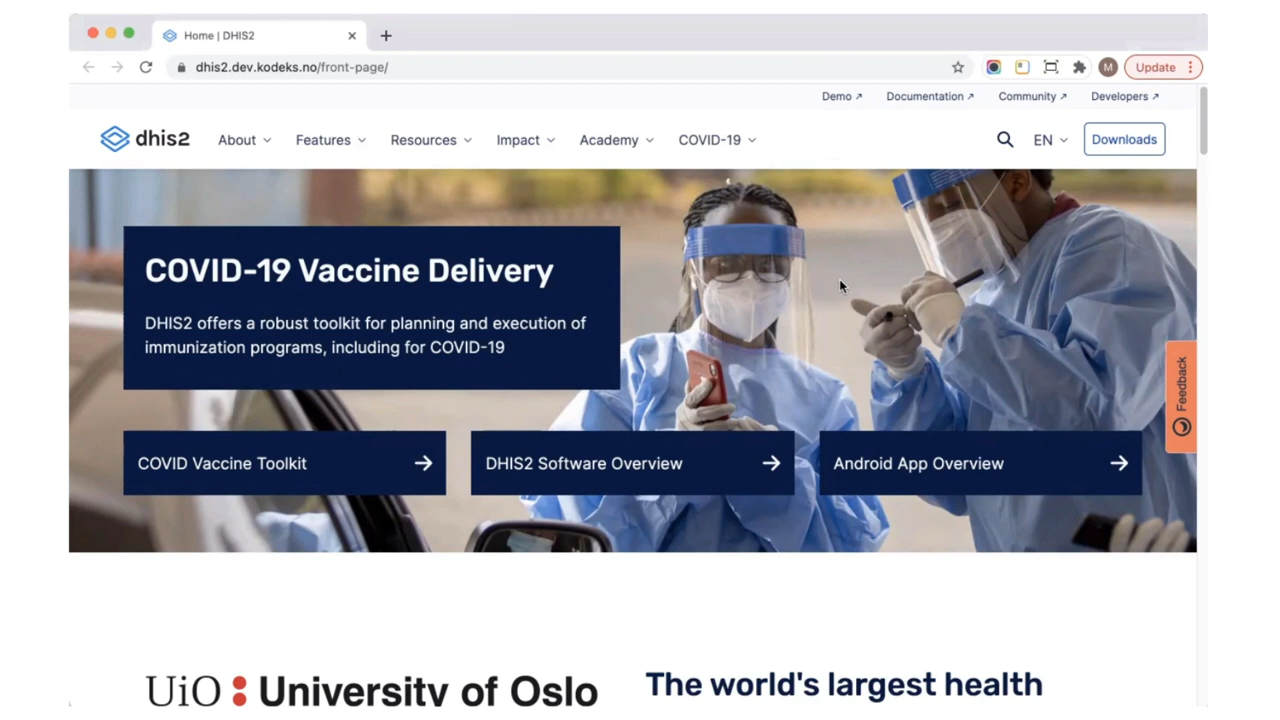 Home | DHIS2
dhis2.dev.kodeks.no/front-page/
M
Update
Demo ↗ Documentation ↗ Community ↗ Developers ↗
dhis2 About Features Resources Impact Academy COVID-19 EN Downloads
COVID-19 Vaccine Delivery
DHIS2 offers a robust toolkit for planning and execution of
immunization programs, including for COVID-19
Feedback
COVID Vaccine Toolkit → DHIS2 Software Overview → Android App Overview →
UiO : University of Oslo
The world's largest health